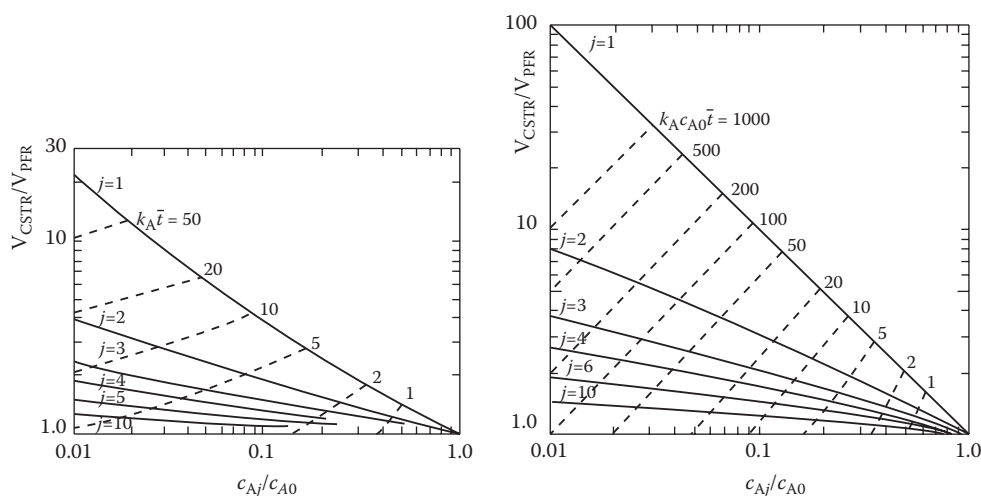 V_CSTR/V_PFR
30
10
1.0
j=1
k_A t̄ = 50
20
10
5
2
1
j=2
j=3
j=4
j=5
j=10
0.01
0.1
1.0
c_Aj/c_A0
V_CSTR/V_PFR
100
10
1.0
j=1
k_A c_A0 t̄ = 1000
500
200
100
50
20
10
5
2
1
j=2
j=3
j=4
j=6
j=10
0.01
0.1
1.0
c_Aj/c_A0